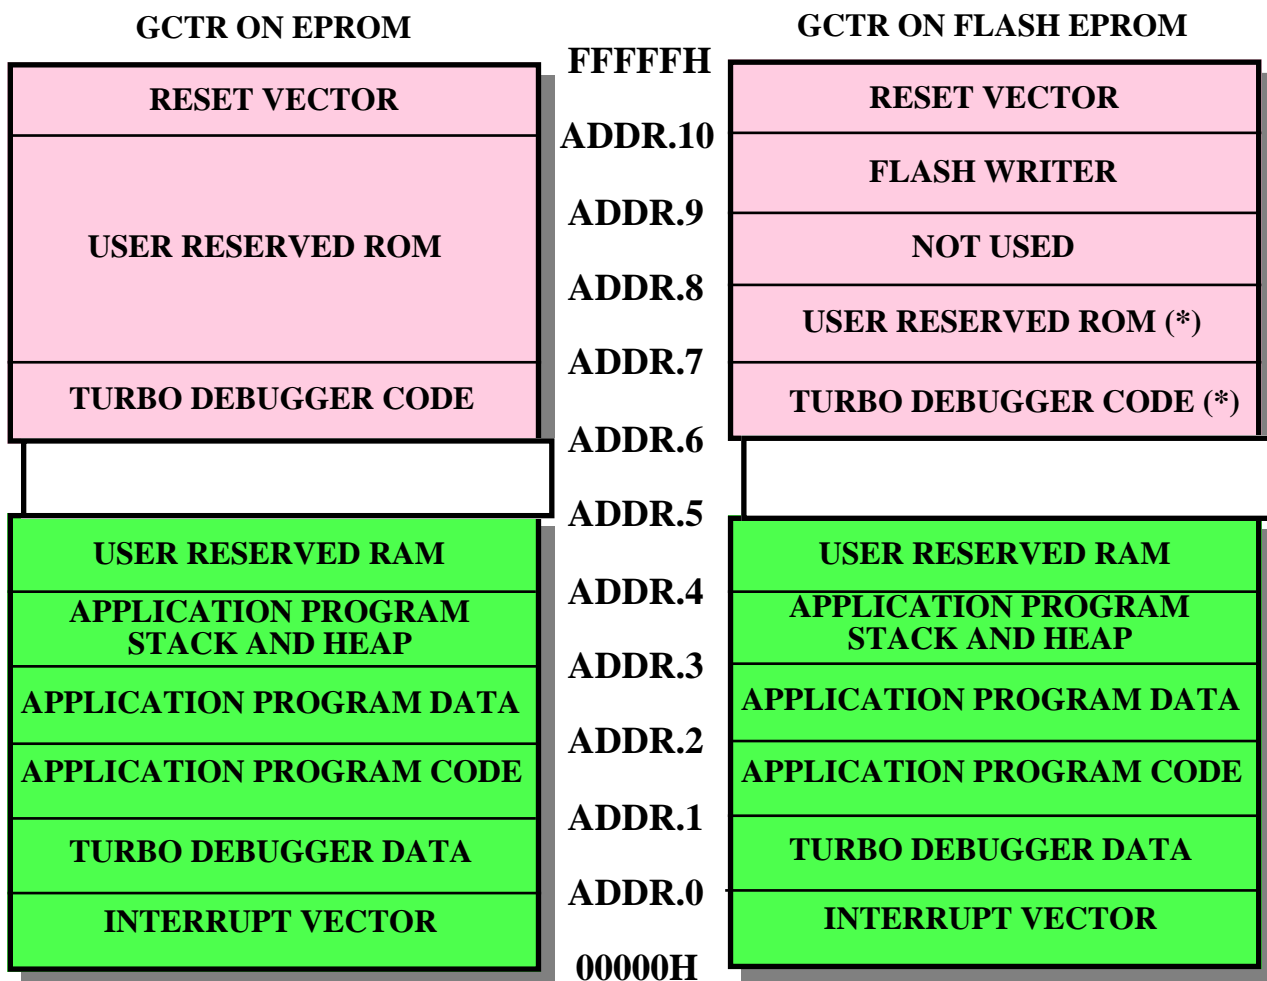 GCTR ON EPROM
RESET VECTOR
USER RESERVED ROM
TURBO DEBUGGER CODE
USER RESERVED RAM
APPLICATION PROGRAM
STACK AND HEAP
APPLICATION PROGRAM DATA
APPLICATION PROGRAM CODE
TURBO DEBUGGER DATA
INTERRUPT VECTOR
FFFFFH
ADDR.10
ADDR.9
ADDR.8
ADDR.7
ADDR.6
ADDR.5
ADDR.4
ADDR.3
ADDR.2
ADDR.1
ADDR.0
00000H
GCTR ON FLASH EPROM
RESET VECTOR
FLASH WRITER
NOT USED
USER RESERVED ROM (*)
TURBO DEBUGGER CODE (*)
USER RESERVED RAM
APPLICATION PROGRAM
STACK AND HEAP
APPLICATION PROGRAM DATA
APPLICATION PROGRAM CODE
TURBO DEBUGGER DATA
INTERRUPT VECTOR